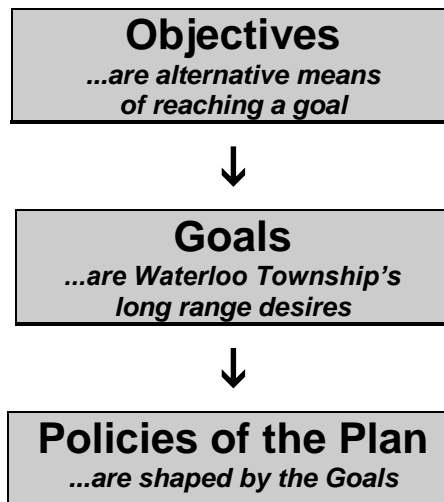 Objectives
...are alternative means
of reaching a goal
Goals
...are Waterloo Township's
long range desires
Policies of the Plan
...are shaped by the Goals